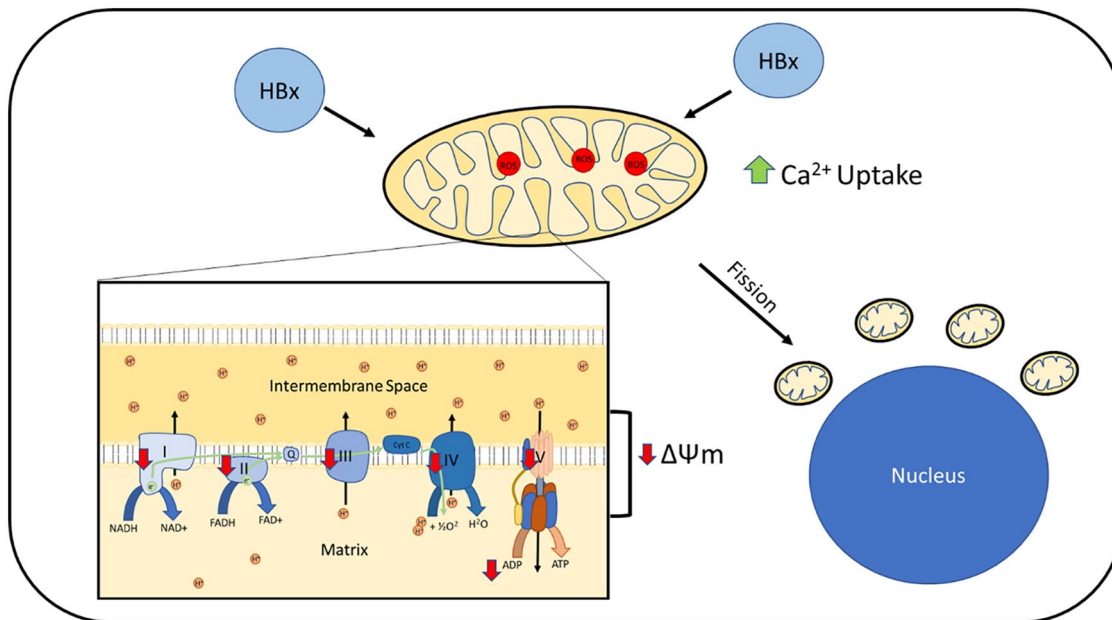 HBx
HBx
ROS
ROS
ROS
Ca²⁺ Uptake
Fission
H⁺
H⁺
H⁺
H⁺
H⁺
H⁺
Intermembrane Space
H⁺
H⁺
H⁺
H⁺
H⁺
H⁺
H⁺
H⁺
I
II
Q
III
Cyt C
IV
V
ΔΨm
e⁻
e⁻
H⁺
H⁺
H⁺
H⁺
H⁺
NADH
NAD+
FADH
FAD+
+ ½O²
H²O
Matrix
ADP
ATP
H⁺
H⁺
H⁺
Nucleus